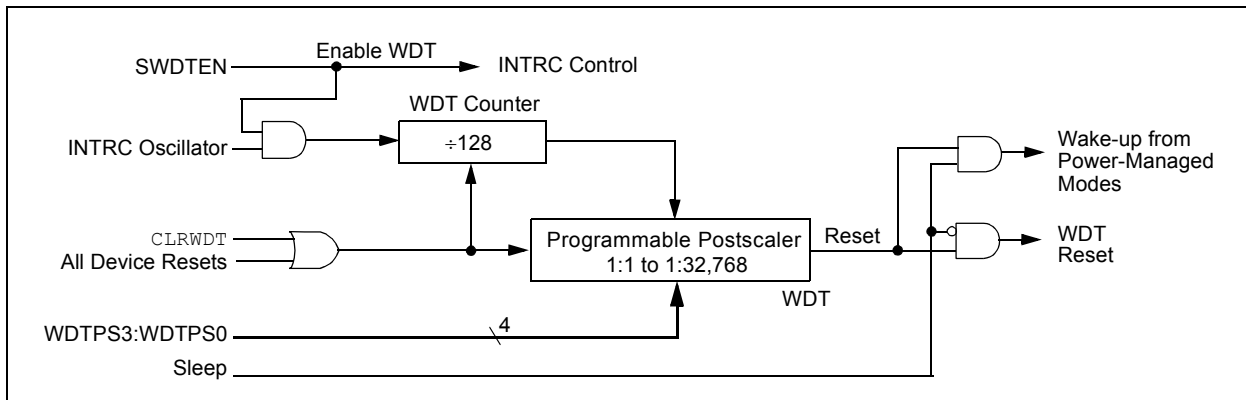 Enable WDT
SWDTEN
INTRC Control
WDT Counter
INTRC Oscillator
÷128
Wake-up from
Power-Managed
Modes
CLRWDT
All Device Resets
Programmable Postscaler
1:1 to 1:32,768
Reset
WDT
Reset
WDT
4
WDTPS3:WDTPS0
Sleep